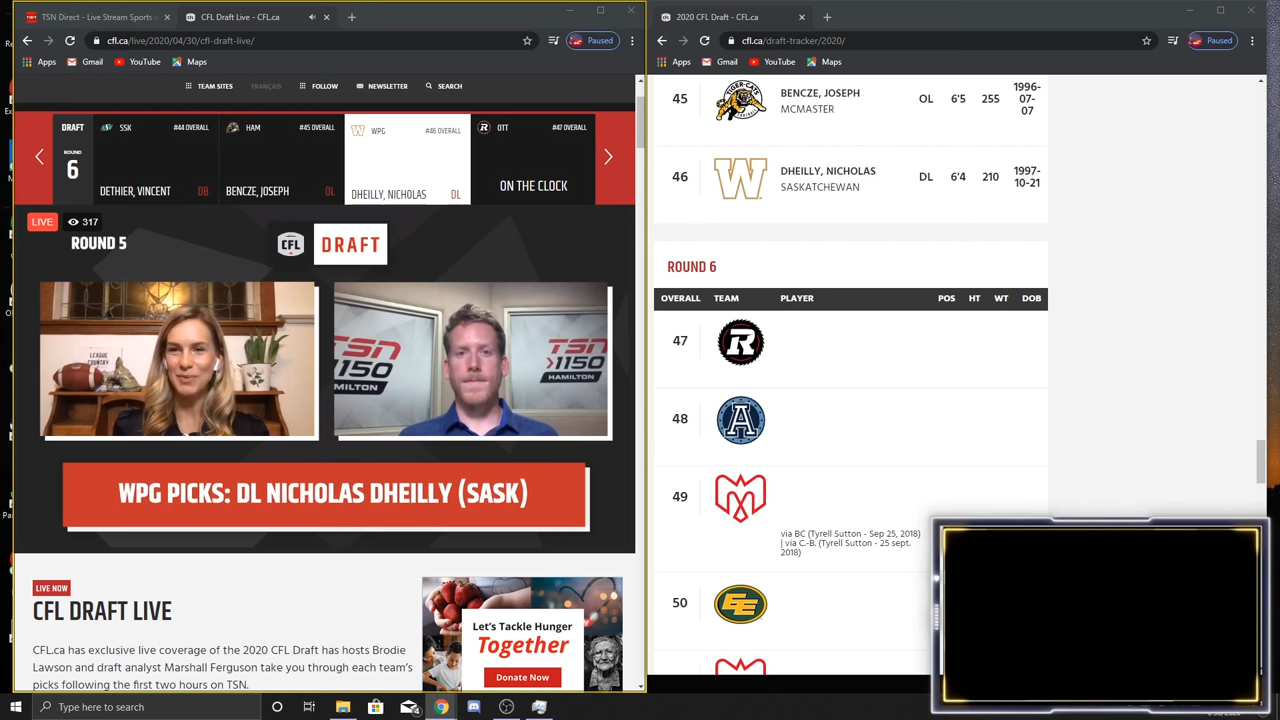 TSN Direct - Live Stream Sports
CFL Draft Live - CFL.ca
cfl.ca/live/2020/04/30/cfl-draft-live/
Paused
Apps Gmail YouTube Maps
TEAM SITES FRANÇAIS FOLLOW NEWSLETTER SEARCH
DRAFT
ROUND
6
SSK #44 OVERALL
DETHIER, VINCENT DB
HAM #45 OVERALL
BENCZE, JOSEPH OL
WPG #46 OVERALL
DHEILLY, NICHOLAS DL
OTT #47 OVERALL
ON THE CLOCK
LIVE 317
ROUND 5
CFL DRAFT
LEAGUE
COUNTRY
TSN
1150
HAMILTON
TSN
1150
HAMILTON
WPG PICKS: DL NICHOLAS DHEILLY (SASK)
LIVE NOW
CFL DRAFT LIVE
CFL.ca has exclusive live coverage of the 2020 CFL Draft has hosts Brodie
Lawson and draft analyst Marshall Ferguson take you through each team's
picks following the first two hours on TSN.
Let's Tackle Hunger
Together
Donate Now
2020 CFL Draft - CFL.ca
cfl.ca/draft-tracker/2020/
Paused
Apps Gmail YouTube Maps
45 BENCZE, JOSEPH OL 6'5 255 1996-
07-
07
MCMASTER
TIGER-CATS
46 W DHEILLY, NICHOLAS DL 6'4 210 1997-
10-21
SASKATCHEWAN
ROUND 6
OVERALL TEAM PLAYER POS HT WT DOB
47 R
48 A
49
via BC (Tyrell Sutton - Sep 25, 2018)
| via C.-B. (Tyrell Sutton - 25 sept.
2018)
50 EE
Type here to search